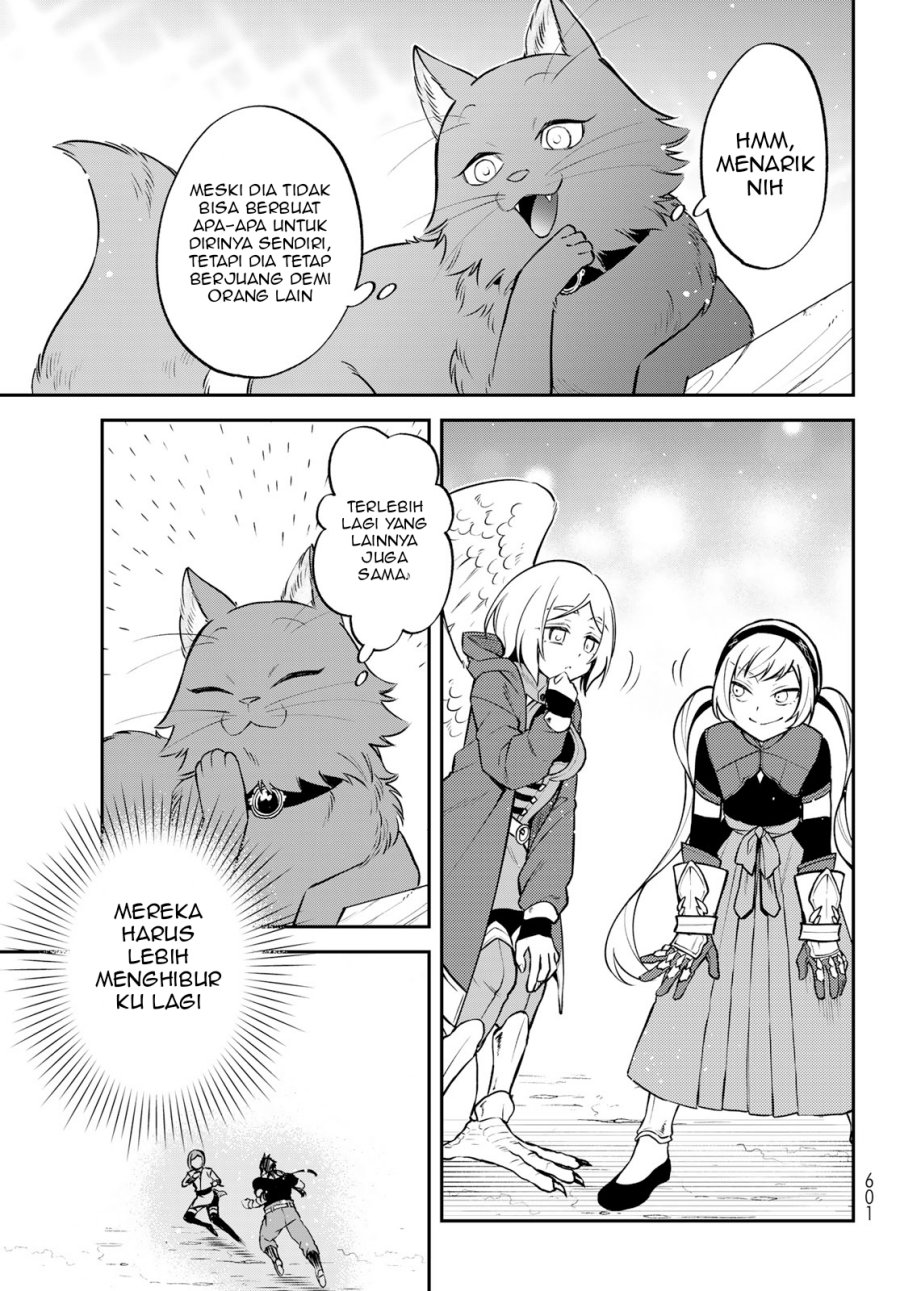 HMM,
MENARIK
NIH
MESKI DIA TIDAK
BISA BERBUAT
APA-APA UNTUK
DIRINYA SENDIRI,
TETAPI DIA TETAP
BERJUANG DEMI
ORANG LAIN
TERLEBIH
LAGI YANG
LAINNYA
JUGA
SAMA
MEREKA
HARUS
LEBIH
MENGHIBUR
KU LAGI
601